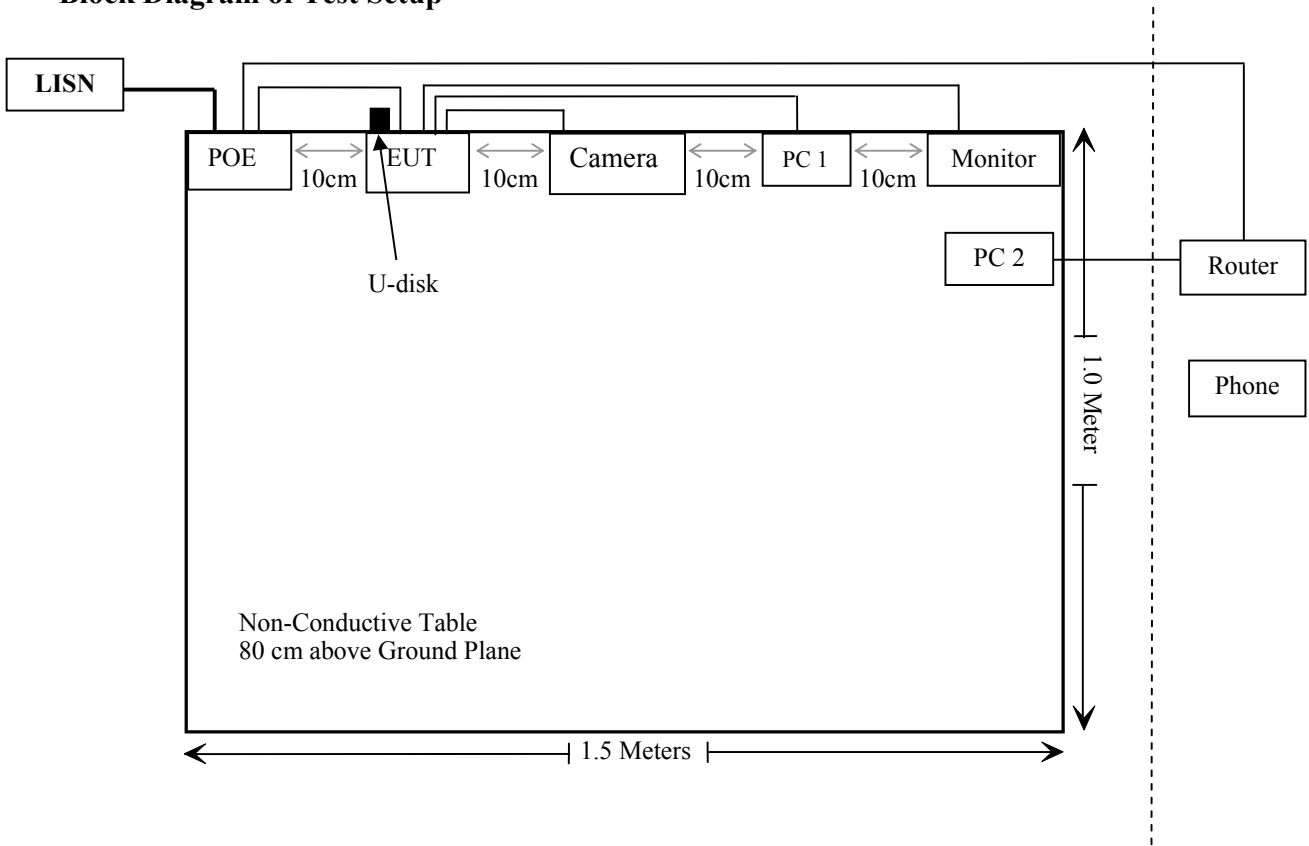 Block Diagram of Test Setup
LISN
POE
EUT
Camera
PC 1
Monitor
10cm
10cm
10cm
10cm
PC 2
Router
U-disk
1.0 Meter
Phone
Non-Conductive Table
80 cm above Ground Plane
1.5 Meters